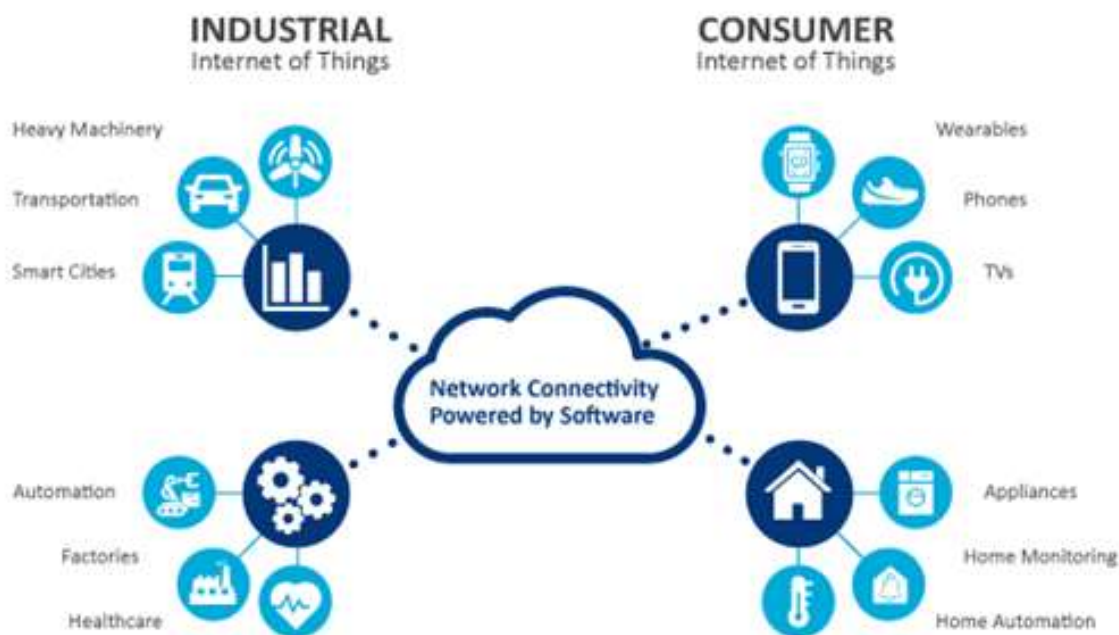 INDUSTRIAL
Internet of Things
CONSUMER
Internet of Things
Heavy Machinery
Transportation
Smart Cities
Wearables
Phones
TVs
Network Connectivity
Powered by Software
Automation
Factories
Healthcare
Appliances
Home Monitoring
Home Automation